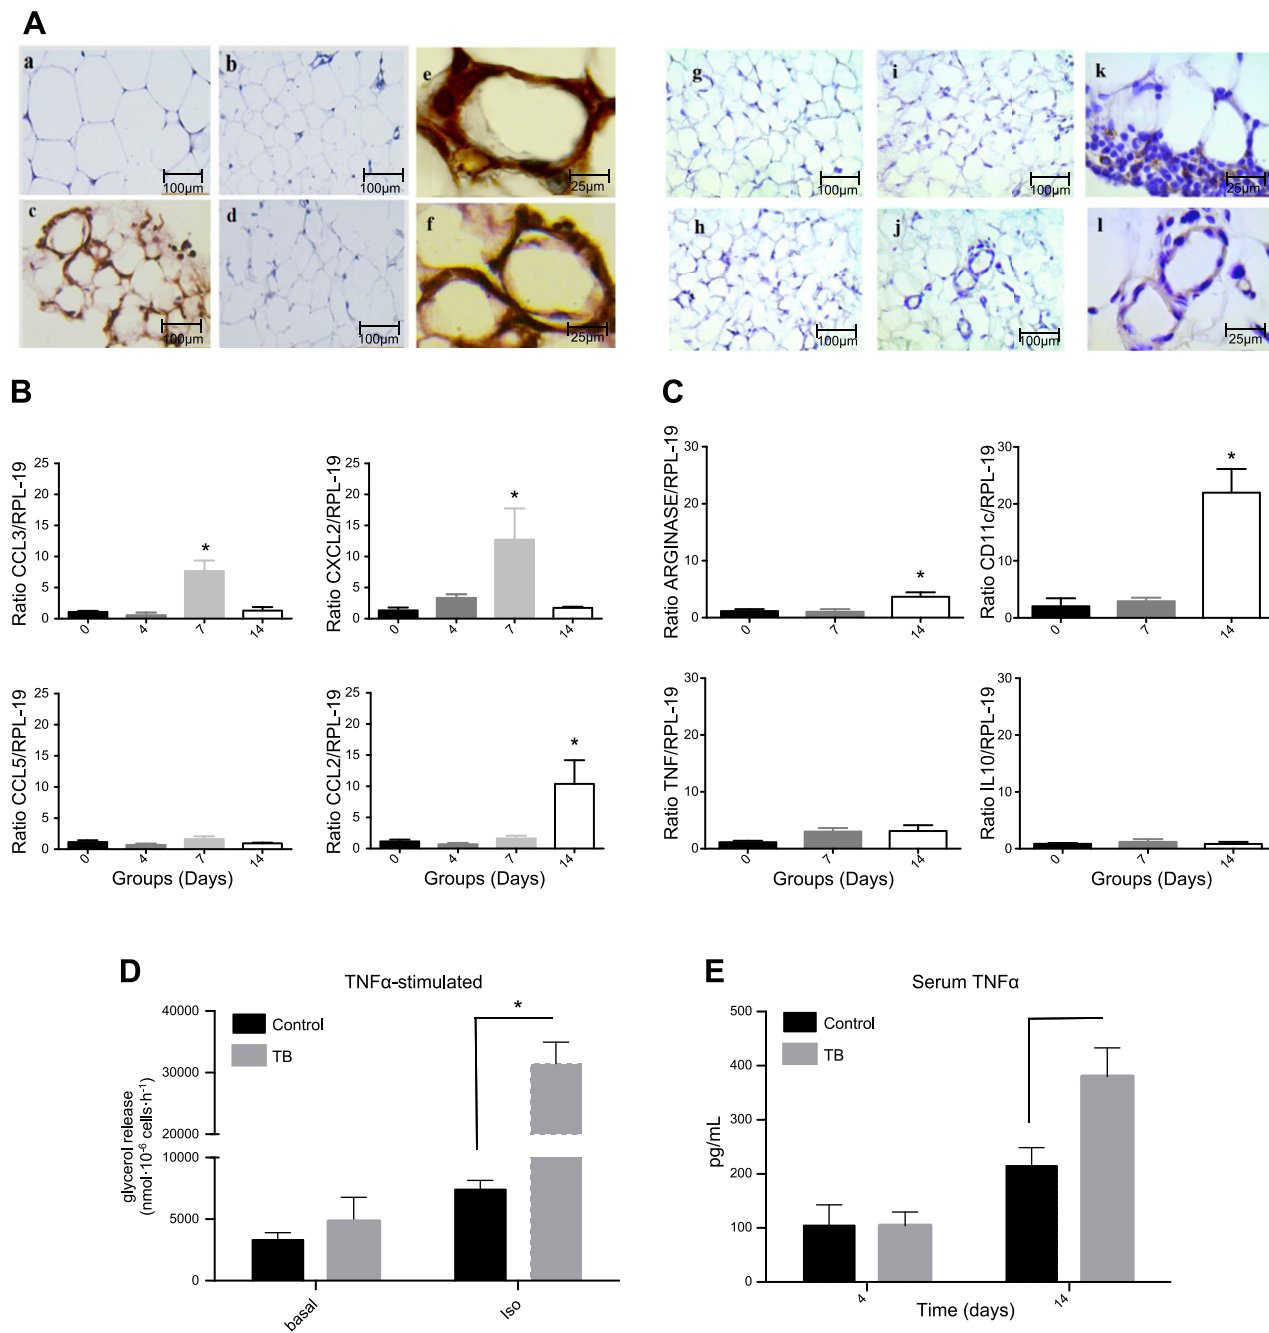 A
a
b
e
g
i
k
100μm
100μm
25μm
100μm
100μm
25μm
c
d
f
h
j
l
100μm
100μm
25μm
100μm
100μm
25μm
B
C
Ratio CCL3/RPL-19
25
20
15
10
5
0
0
4
7
14
*
Ratio CXCL2/RPL-19
25
20
15
10
5
0
0
4
7
14
*
Ratio ARGINASE/RPL-19
30
20
10
0
0
7
14
*
Ratio CD11c/RPL-19
30
20
10
0
0
7
14
*
Ratio CCL5/RPL-19
25
20
15
10
5
0
0
4
7
14
Groups (Days)
Ratio CCL2/RPL-19
25
20
15
10
5
0
0
4
7
14
*
Groups (Days)
Ratio TNF/RPL-19
30
20
10
0
0
7
14
Groups (Days)
Ratio IL10/RPL-19
30
20
10
0
0
7
14
Groups (Days)
D
TNFα-stimulated
glycerol release
(nmol·10⁻⁶ cells·h⁻¹)
40000
30000
20000
10000
5000
0
Control
TB
*
basal
Iso
E
Serum TNFα
pg/mL
500
400
300
200
100
0
Control
TB
4
14
Time (days)